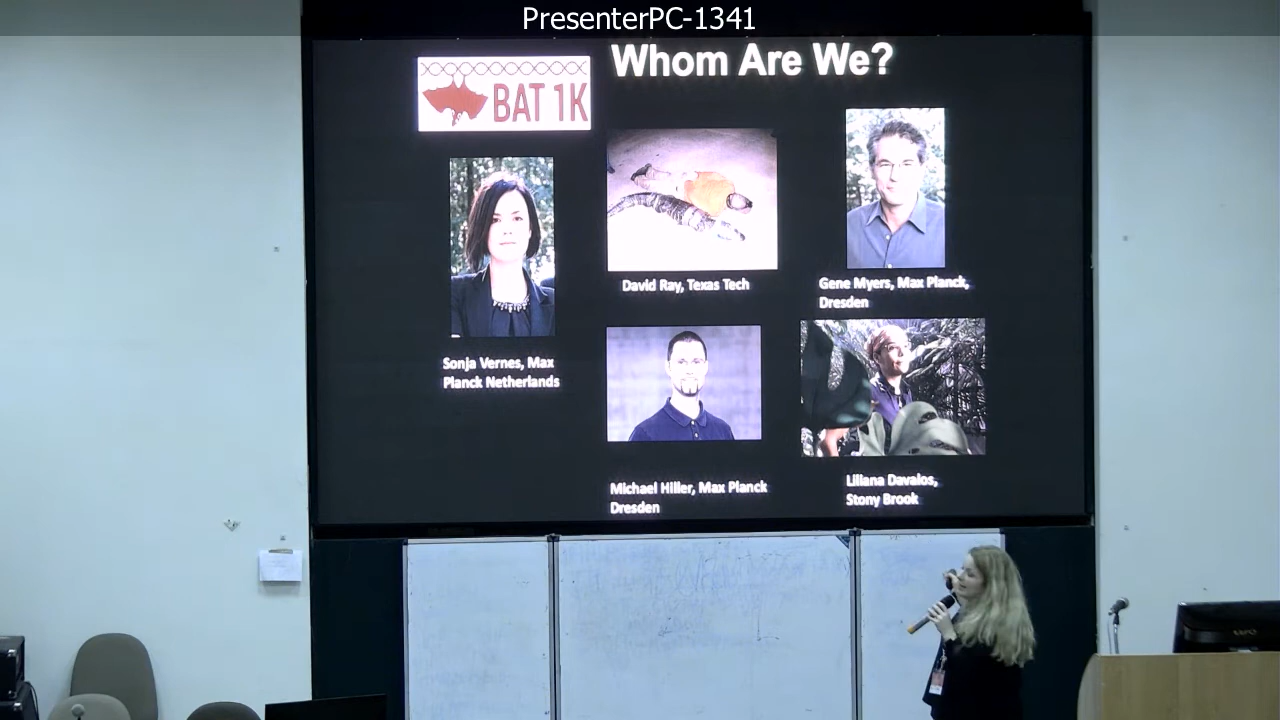 PresenterPC-1341
Whom Are We?
BAT 1K
David Ray, Texas Tech
Gene Myers, Max Planck,
Dresden
Sonja Vernes, Max
Planck Netherlands
Michael Hiller, Max Planck
Dresden
Liliana Davalos,
Stony Brook